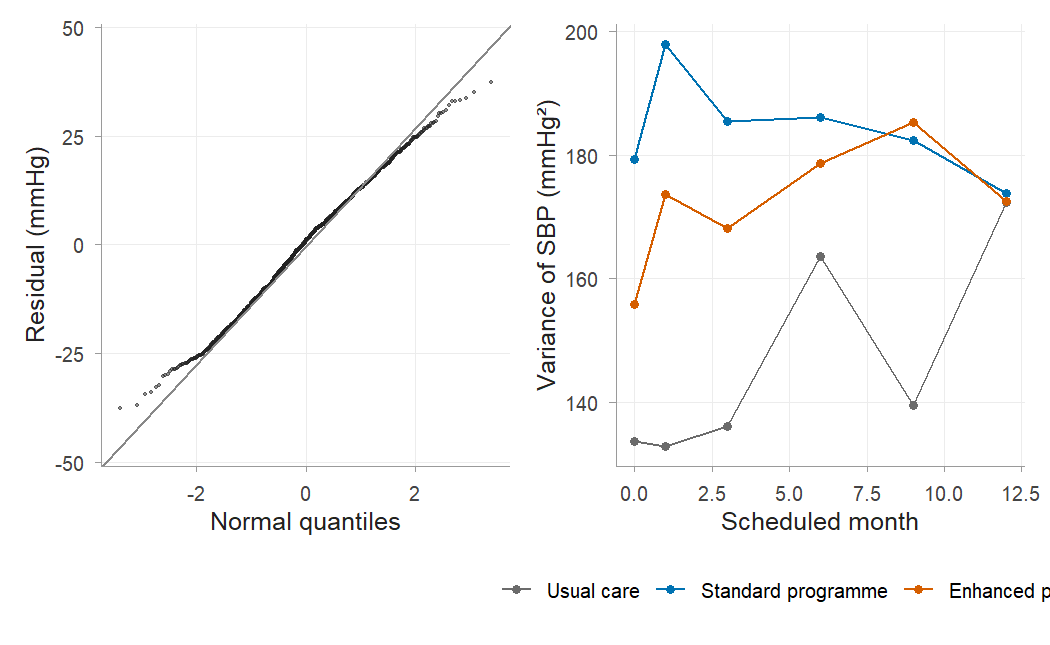 50
25
0
-25
-50
Residual (mmHg)
-2 0 2
Normal quantiles
200
180
160
140
Variance of SBP (mmHg²)
0.0 2.5 5.0 7.5 10.0 12.5
Scheduled month
Usual care Standard programme Enhanced p